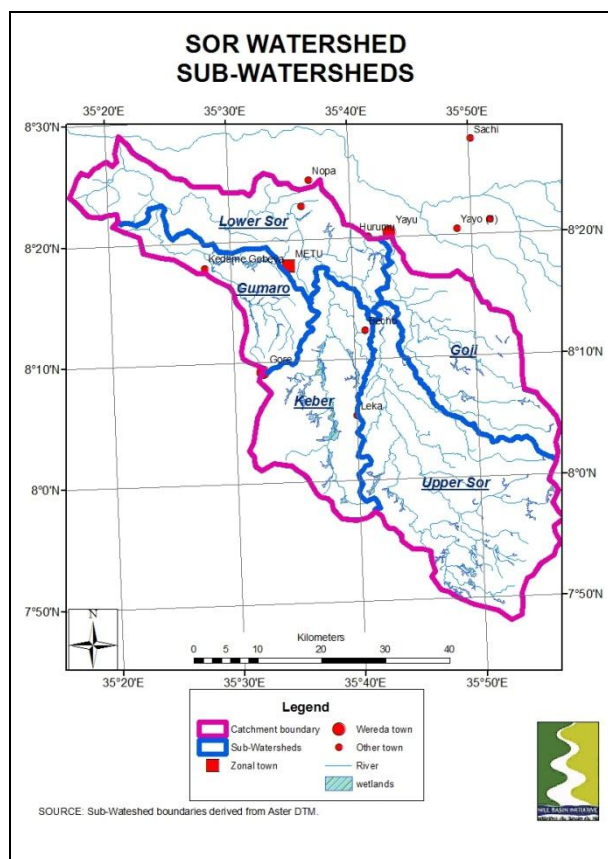 SOR WATERSHED
SUB-WATERSHEDS
35°20'E 35°30'E 35°40'E 35°50'E
8°30'N
Sachi
Nopa
Lower Sor
Hurumu
Yayu
Yayo
8°20'N
8°20'N
Kedeme Gobeya
METU
Gumaro
Goji
8°10'N
8°10'N
Gore
Keber
Leka
8°0'N
8°0'N
Upper Sor
7°50'N
7°50'N
N
Kilometers
0 2 5 5 10 20 30 40
35°20'E 35°30'E 35°40'E 35°50'E
Legend
Catchment boundary
Wereda town
Sub-Watersheds
Other town
Zonal town
River
wetlands
NILE BASIN INITIATIVE
SOURCE: Sub-Wateshed boundaries derived from Aster DTM.